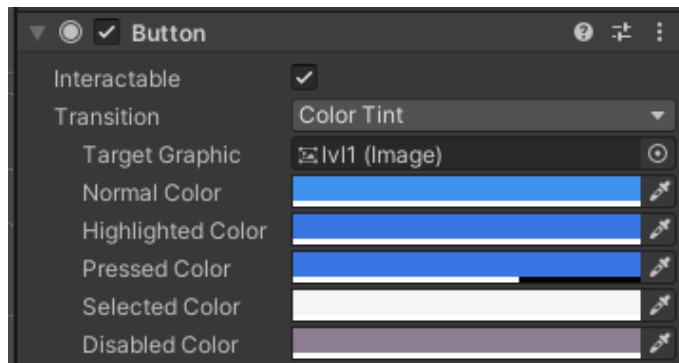 Button
Interactable
Transition Color Tint
Target Graphic lvl1 (Image)
Normal Color
Highlighted Color
Pressed Color
Selected Color
Disabled Color